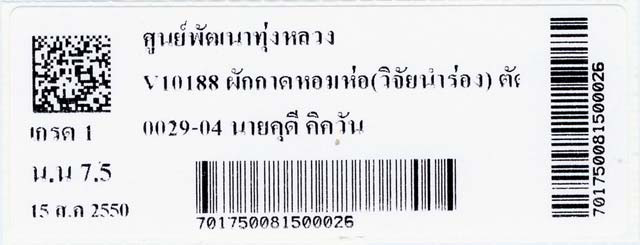 ศูนย์พัฒนาทุ่งหลวง
V10188 ผักกาดหอมห่อ(วิจัยนำร่อง) ตัด
เกรด 1
0029-04 นายคุดี คิควัน
น.น 7.5
15 ส.ค 2550
701750081500026
701750081500026